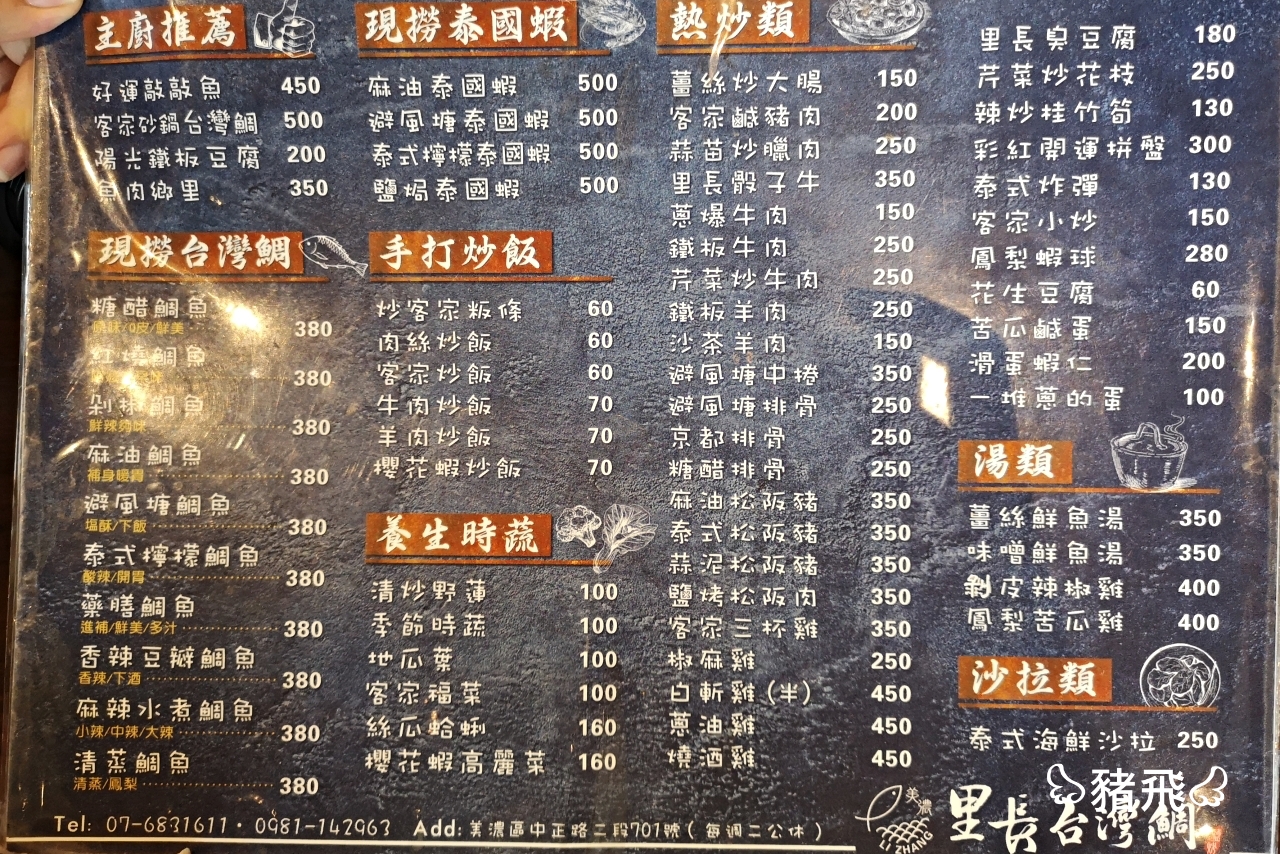 主廚推薦
好運敲敲魚 450
客家砂鍋台灣鯛 500
陽光鐵板豆腐 200
魚肉鄉里 350
現撈台灣鯛
糖醋鯛魚
/Q皮/鮮美 380
紅燒鯛魚
380
剁椒鯛魚
鮮辣夠味 380
麻油鯛魚
補身暖胃 380
避風塘鯛魚
塩酥/下飯 380
泰式檸檬鯛魚
酸辣/開胃 380
藥膳鯛魚
進補/鮮美/多汁 380
香辣豆瓣鯛魚
香辣/下酒 380
麻辣水煮鯛魚
小辣/中辣/大辣 380
清蒸鯛魚
清蒸/鳳梨 380
現撈泰國蝦
麻油泰國蝦 500
避風塘泰國蝦 500
泰式檸檬泰國蝦 500
鹽焗泰國蝦 500
手打炒飯
炒客家粄條 60
肉絲炒飯 60
客家炒飯 60
牛肉炒飯 70
羊肉炒飯 70
櫻花蝦炒飯 70
養生時蔬
清炒野蓮 100
季節時蔬 100
地瓜葉 100
客家福菜 100
絲瓜蛤蜊 160
櫻花蝦高麗菜 160
熱炒類
薑絲炒大腸 150
客家鹹豬肉 200
蒜苗炒臘肉 250
里長骰子牛 350
蔥爆牛肉 150
鐵板牛肉 250
芹菜炒牛肉 250
鐵板羊肉 250
沙茶羊肉 150
避風塘中捲 350
避風塘排骨 250
京都排骨 250
糖醋排骨 250
麻油松阪豬 350
泰式松阪豬 350
蒜泥松阪豬 350
鹽烤松阪肉 350
客家三杯雞 350
椒麻雞 250
白斬雞(半) 450
蔥油雞 450
燒酒雞 450
里長臭豆腐 180
芹菜炒花枝 250
辣炒桂竹筍 130
彩紅開運拼盤 300
泰式炸彈 130
客家小炒 150
鳳梨蝦球 280
花生豆腐 60
苦瓜鹹蛋 150
滑蛋蝦仁 200
一堆蔥的蛋 100
湯類
薑絲鮮魚湯 350
味噌鮮魚湯 350
剝皮辣椒雞 400
鳳梨苦瓜雞 400
沙拉類
泰式海鮮沙拉 250
Tel: 07-6831611・0981-142963 Add:美濃區中正路二段701號(每週二公休)
美濃
LI ZHANG
里長台灣鯛
豬飛